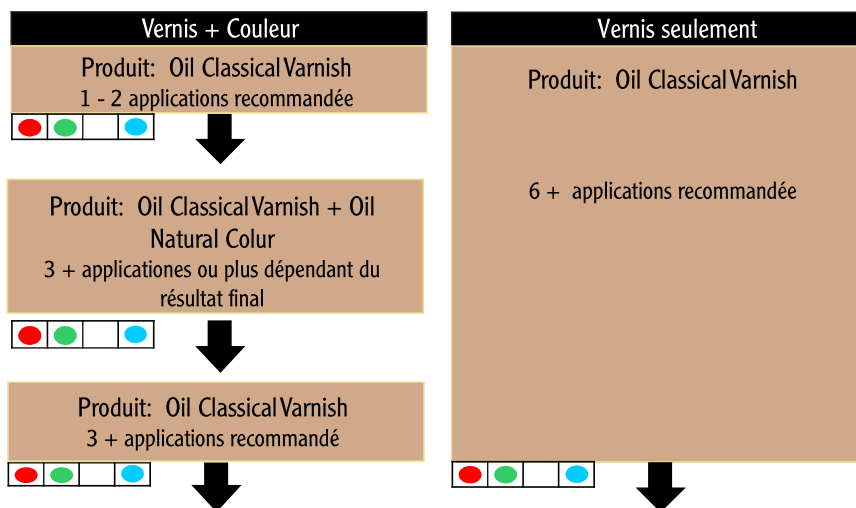 Vernis + Couleur
Produit: Oil Classical Varnish
1 - 2 applications recommandée
Produit: Oil Classical Varnish + Oil
Natural Colur
3 + applicationes ou plus dépendant du
résultat final
Produit: Oil Classical Varnish
3 + applications recommandé
Vernis seulement
Produit: Oil Classical Varnish
6 + applications recommandée